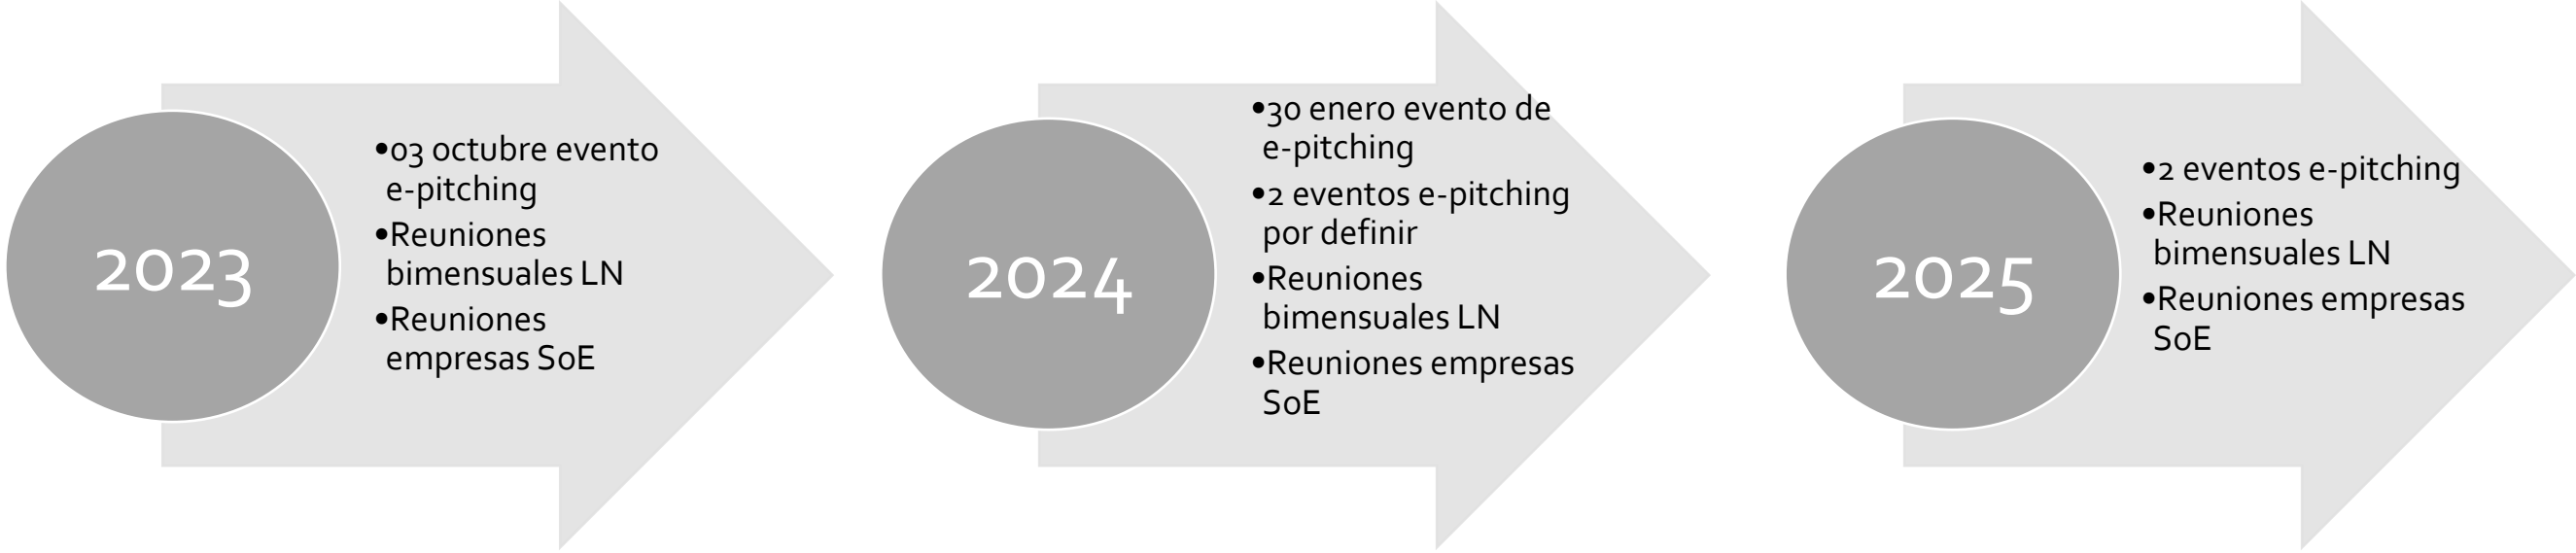 2023
•03 octubre evento
e-pitching
•Reuniones
bimensuales LN
•Reuniones
empresas SoE
2024
•30 enero evento de
e-pitching
•2 eventos e-pitching
por definir
•Reuniones
bimensuales LN
•Reuniones empresas
SoE
2025
•2 eventos e-pitching
•Reuniones
bimensuales LN
•Reuniones empresas
SoE